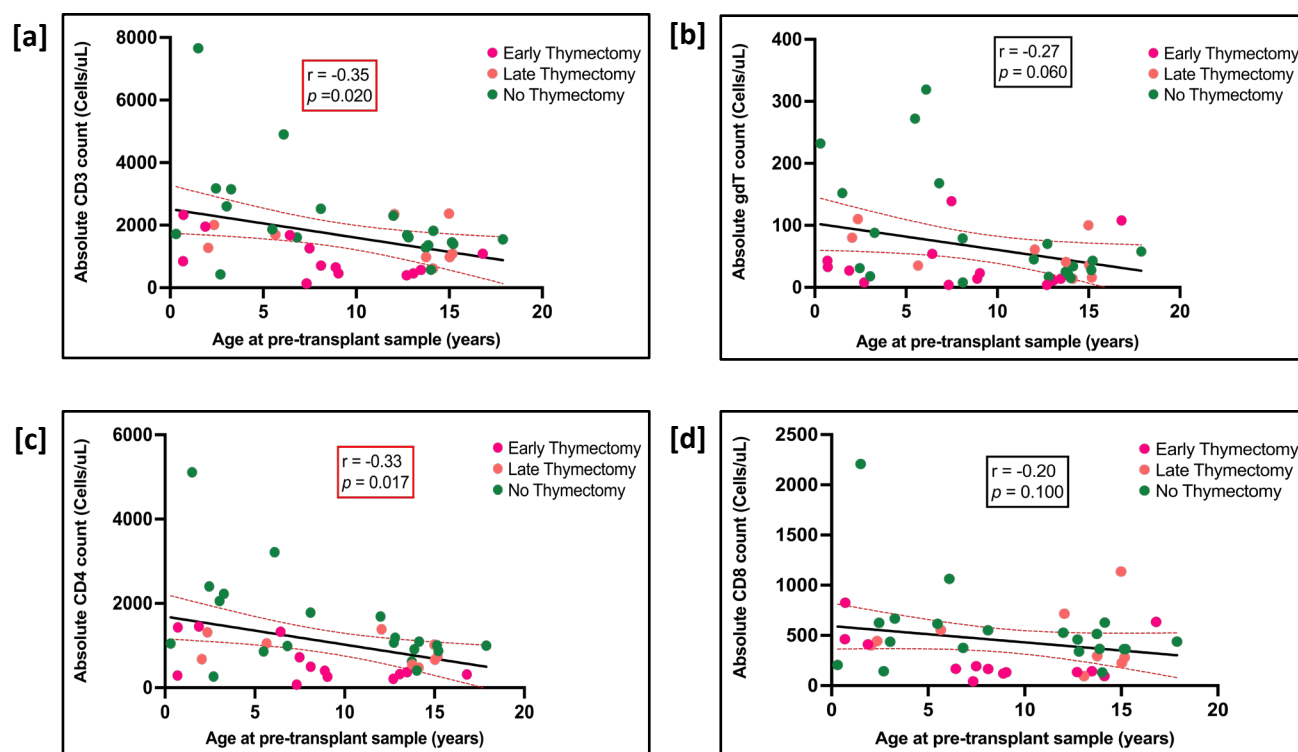 [a]
8000
6000
4000
2000
0
Absolute CD3 count (Cells/uL)
r = -0.35
p =0.020
Early Thymectomy
Late Thymectomy
No Thymectomy
0 5 10 15 20
Age at pre-transplant sample (years)
[b]
400
300
200
100
0
Absolute gdT count (Cells/uL)
r = -0.27
p = 0.060
Early Thymectomy
Late Thymectomy
No Thymectomy
0 5 10 15 20
Age at pre-transplant sample (years)
[c]
6000
4000
2000
0
Absolute CD4 count (Cells/uL)
r = -0.33
p = 0.017
Early Thymectomy
Late Thymectomy
No Thymectomy
0 5 10 15 20
Age at pre-transplant sample (years)
[d]
2500
2000
1500
1000
500
0
Absolute CD8 count (Cells/uL)
r = -0.20
p = 0.100
Early Thymectomy
Late Thymectomy
No Thymectomy
0 5 10 15 20
Age at pre-transplant sample (years)